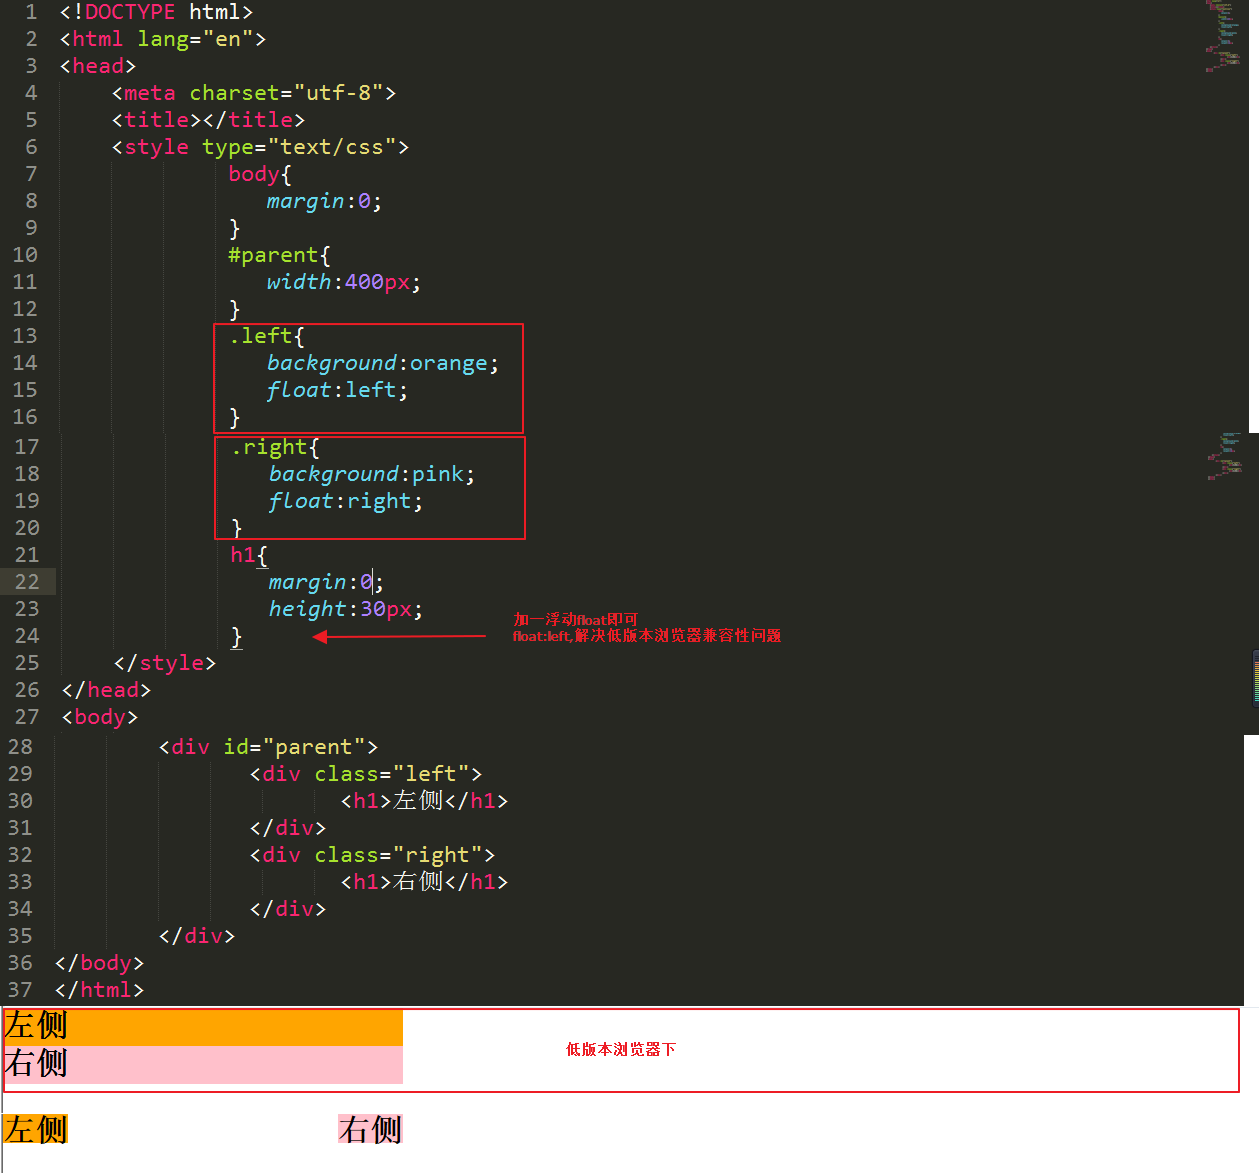 1 <!DOCTYPE html>
2 <html lang="en">
3 <head>
4 <meta charset="utf-8">
5 <title></title>
6 <style type="text/css">
7 body{
8 margin:0;
9 }
10 #parent{
11 width:400px;
12 }
13 .left{
14 background:orange;
15 float:left;
16 }
17 .right{
18 background:pink;
19 float:right;
20 }
21 h1{
22 margin:0;
23 height:30px;
加一浮动float即可
24 }
float:left,解决低版本浏览器兼容性问题
25 </style>
26 </head>
27 <body>
28 <div id="parent">
29 <div class="left">
30 <h1>左侧</h1>
31 </div>
32 <div class="right">
33 <h1>右侧</h1>
34 </div>
35 </div>
36 </body>
37 </html>
左侧
低版本浏览器下
右侧
左侧 右侧